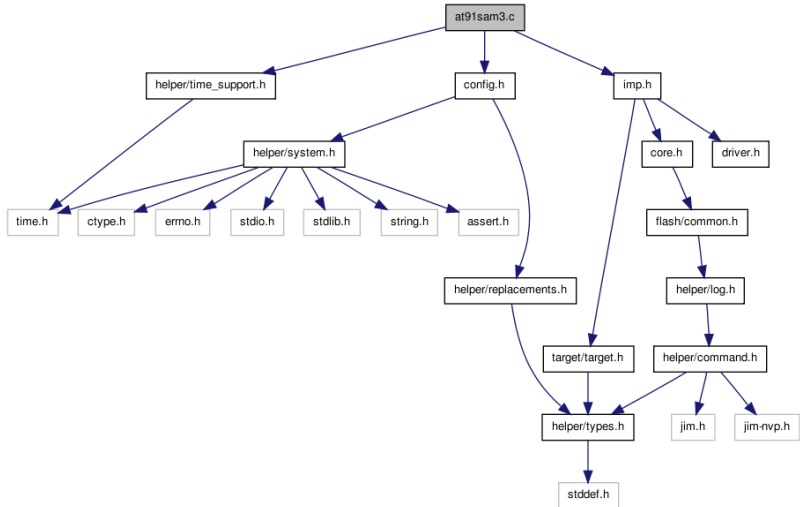 at91sam3.c
helper/time_support.h
config.h
imp.h
helper/system.h
core.h
driver.h
time.h
ctype.h
errno.h
stdio.h
stdlib.h
string.h
assert.h
flash/common.h
helper/replacements.h
helper/log.h
target/target.h
helper/command.h
helper/types.h
jim.h
jim-nvp.h
stddef.h